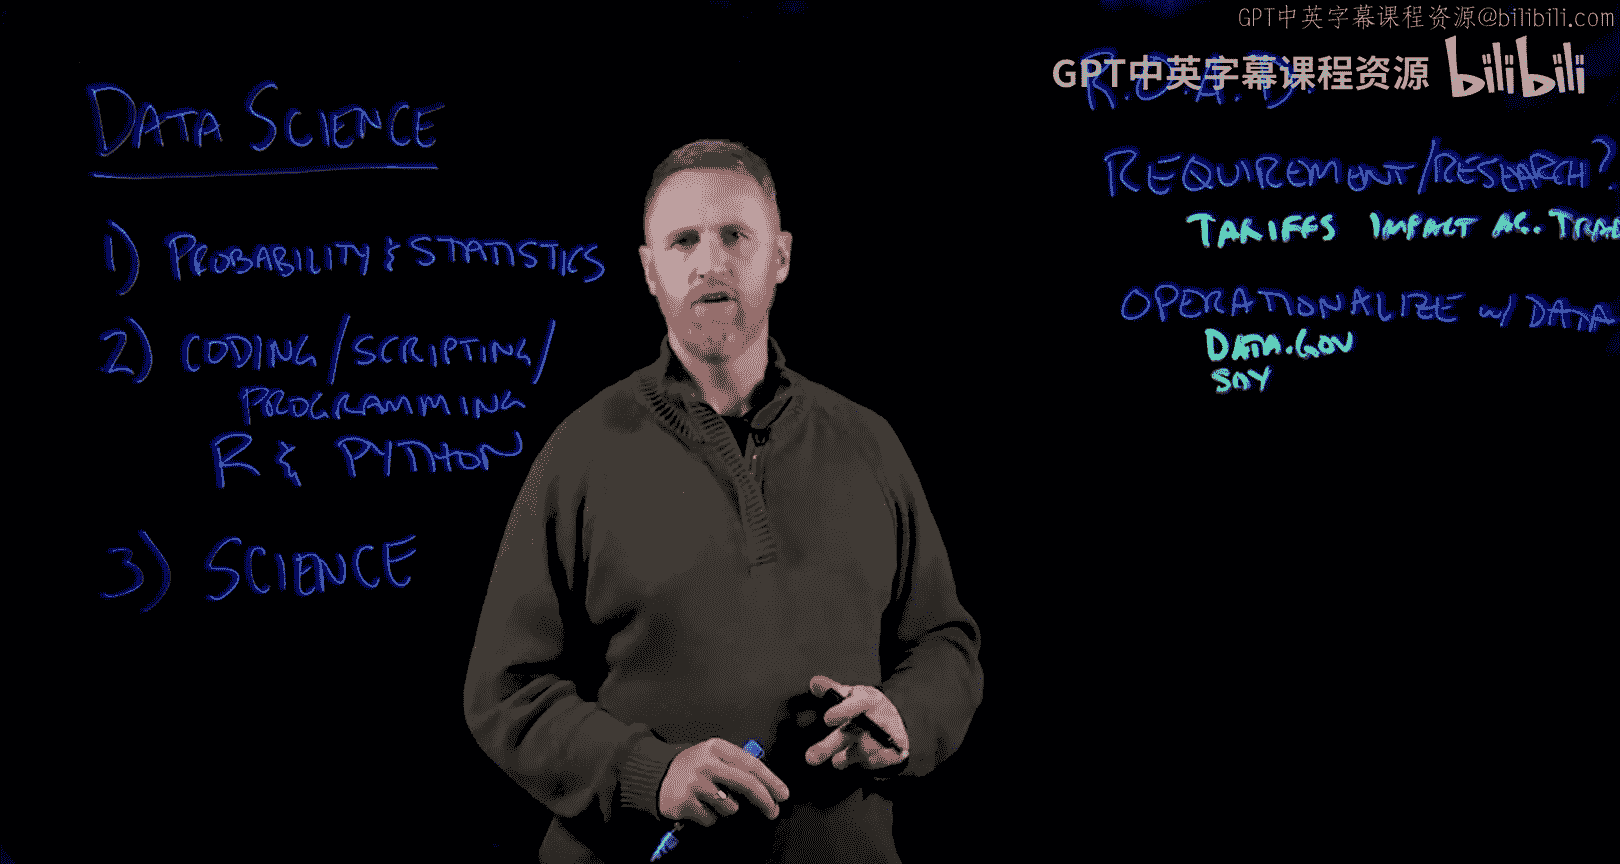 GPT中英字幕课程资源@bilibili.com
GPT中英字幕课程资源 bilibili
DATA SCIENCE
1) PROBABILITY & STATISTICS
2) CODING/SCRIPTING/
PROGRAMMING
R & PYTHON
3) SCIENCE
R.O.A.D.
REQUIREMENT/RESEARCH?
TARIFFS IMPACT AG. TRAD
OPERATIONALIZE w/ DATA
DATA.GOV
SOY